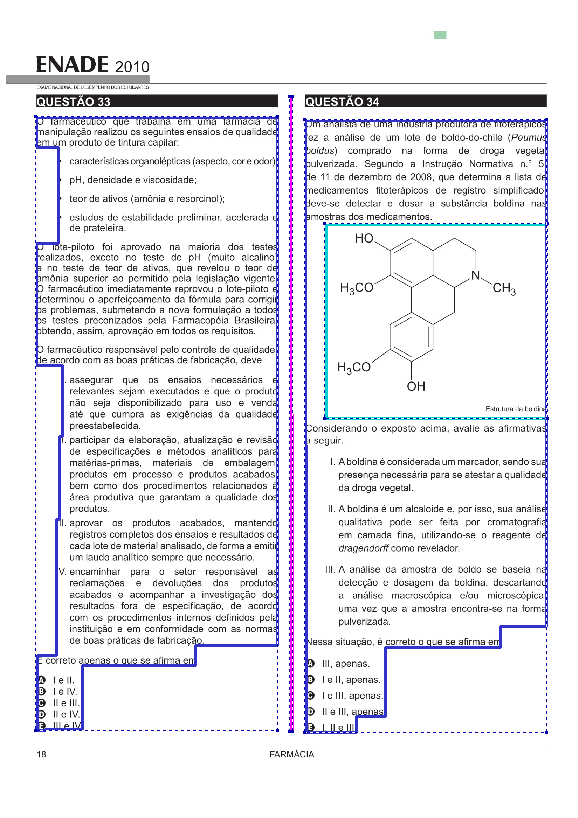 ENADE 2010
EXAME NACIONAL DE DESEMPENHO DOS ESTUDANTES
QUESTÃO 33
O farmacêutico que trabalha em uma farmácia de
manipulação realizou os seguintes ensaios de qualidade
em um produto de tintura capilar:
características organolépticas (aspecto, cor e odor);
pH, densidade e viscosidade;
teor de ativos (amônia e resorcinol);
estudos de estabilidade preliminar, acelerada e
de prateleira.
O lote-piloto foi aprovado na maioria dos testes
realizados, exceto no teste de pH (muito alcalino)
e no teste de teor de ativos, que revelou o teor de
amônia superior ao permitido pela legislação vigente.
O farmacêutico imediatamente reprovou o lote-piloto e
determinou o aperfeiçoamento da fórmula para corrigir
os problemas, submetendo a nova formulação a todos
os testes preconizados pela Farmacopéia Brasileira,
obtendo, assim, aprovação em todos os requisitos.
O farmacêutico responsável pelo controle de qualidade,
de acordo com as boas práticas de fabricação, deve
I. assegurar que os ensaios necessários e
relevantes sejam executados e que o produto
não seja disponibilizado para uso e venda
até que cumpra as exigências da qualidade
preestabelecida.
II. participar da elaboração, atualização e revisão
de especificações e métodos analíticos para
matérias-primas, materiais de embalagem,
produtos em processo e produtos acabados,
bem como dos procedimentos relacionados à
área produtiva que garantam a qualidade dos
produtos.
III. aprovar os produtos acabados, mantendo
registros completos dos ensaios e resultados de
cada lote de material analisado, de forma a emitir
um laudo analítico sempre que necessário.
IV. encaminhar para o setor responsável as
reclamações e devoluções dos produtos
acabados e acompanhar a investigação dos
resultados fora de especificação, de acordo
com os procedimentos internos definidos pela
instituição e em conformidade com as normas
de boas práticas de fabricação.
É correto apenas o que se afirma em
A I e II.
B I e IV.
C II e III.
D II e IV.
E III e IV.
QUESTÃO 34
Um analista de uma indústria produtora de fitoterápicos
fez a análise de um lote de boldo-do-chile (Peumus
boldus) comprado na forma de droga vegetal
pulverizada. Segundo a Instrução Normativa n.° 5,
de 11 de dezembro de 2008, que determina a lista de
medicamentos fitoterápicos de registro simplificado,
deve-se detectar e dosar a substância boldina nas
amostras dos medicamentos.
HO
N
CH3
H3CO
H3CO
OH
Estrutura da boldina
Considerando o exposto acima, avalie as afirmativas
a seguir.
I. A boldina é considerada um marcador, sendo sua
presença necessária para se atestar a qualidade
da droga vegetal.
II. A boldina é um alcaloide e, por isso, sua análise
qualitativa pode ser feita por cromatografia
em camada fina, utilizando-se o reagente de
dragendorff como revelador.
III. A análise da amostra de boldo se baseia na
detecção e dosagem da boldina, descartando
a análise macroscópica e/ou microscópica,
uma vez que a amostra encontra-se na forma
pulverizada.
Nessa situação, é correto o que se afirma em
A III, apenas.
B I e II, apenas.
C I e III, apenas.
D II e III, apenas.
E I, II e III.
18
FARMÁCIA